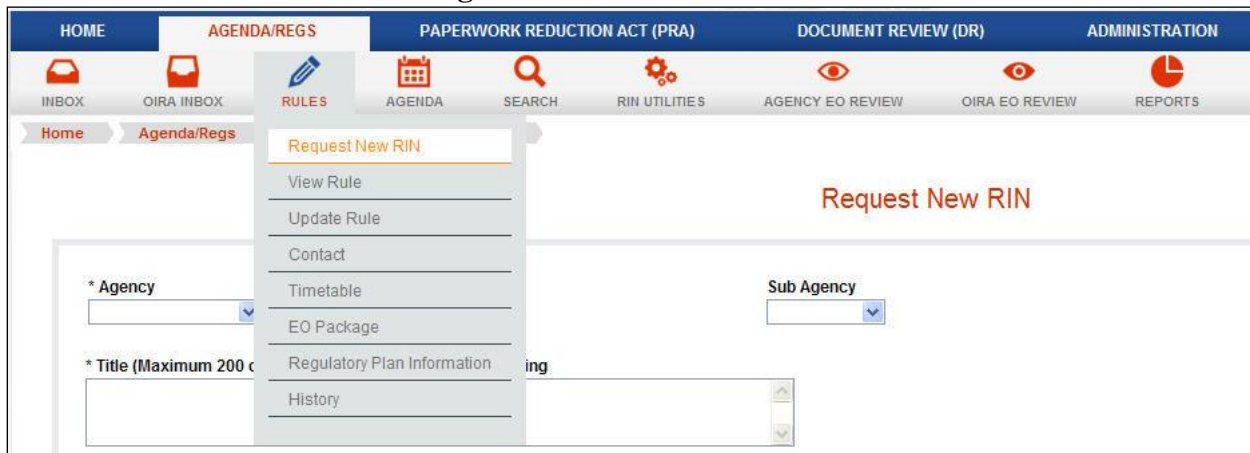 HOME AGENDA/REGS PAPERWORK REDUCTION ACT (PRA) DOCUMENT REVIEW (DR) ADMINISTRATION
INBOX OIRA INBOX RULES AGENDA SEARCH RIN UTILITIES AGENCY EO REVIEW OIRA EO REVIEW REPORTS
Home Agenda/Regs
Request New RIN
View Rule
Update Rule
Contact
Timetable
EO Package
Regulatory Plan Information
History
Request New RIN
* Agency
Sub Agency
* Title (Maximum 200
ing